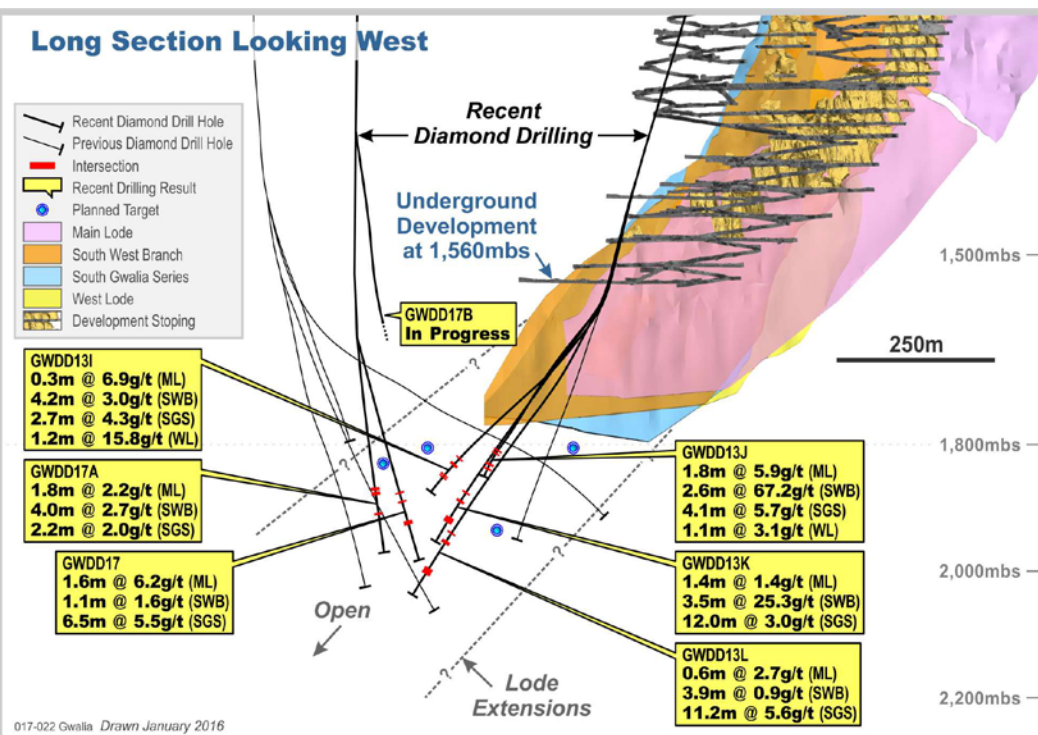 Long Section Looking West
Recent Diamond Drill Hole
Previous Diamond Drill Hole
Intersection
Recent Drilling Result
Planned Target
Main Lode
South West Branch
South Gwalia Series
West Lode
Development Stoping
Recent
Diamond Drilling
Underground
Development
at 1,560mbs
1,500mbs
250m
GWDD17B
In Progress
GWDD13I
0.3m @ 6.9g/t (ML)
4.2m @ 3.0g/t (SWB)
2.7m @ 4.3g/t (SGS)
1.2m @ 15.8g/t (WL)
?
?
1,800mbs
GWDD17A
1.8m @ 2.2g/t (ML)
4.0m @ 2.7g/t (SWB)
2.2m @ 2.0g/t (SGS)
GWDD13J
1.8m @ 5.9g/t (ML)
2.6m @ 67.2g/t (SWB)
4.1m @ 5.7g/t (SGS)
1.1m @ 3.1g/t (WL)
?
?
GWDD17
1.6m @ 6.2g/t (ML)
1.1m @ 1.6g/t (SWB)
6.5m @ 5.5g/t (SGS)
GWDD13K
1.4m @ 1.4g/t (ML)
3.5m @ 25.3g/t (SWB)
12.0m @ 3.0g/t (SGS)
2,000mbs
Open
?
Lode
Extensions
GWDD13L
0.6m @ 2.7g/t (ML)
3.9m @ 0.9g/t (SWB)
11.2m @ 5.6g/t (SGS)
2,200mbs
017-022 Gwalia Drawn January 2016